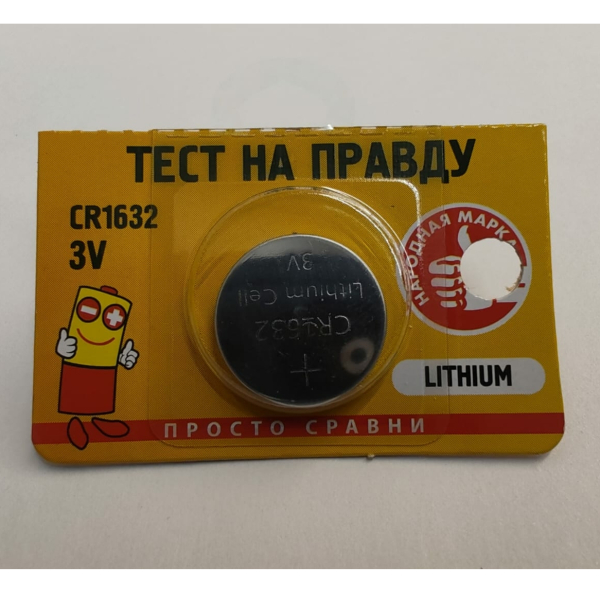 ТЕСТ НА ПРАВДУ
CR1632
3V
НАРОДНАЯ МАРКА
3V
Lithium Cell
CR1632
+
LITHIUM
ПРОСТО СРАВНИ